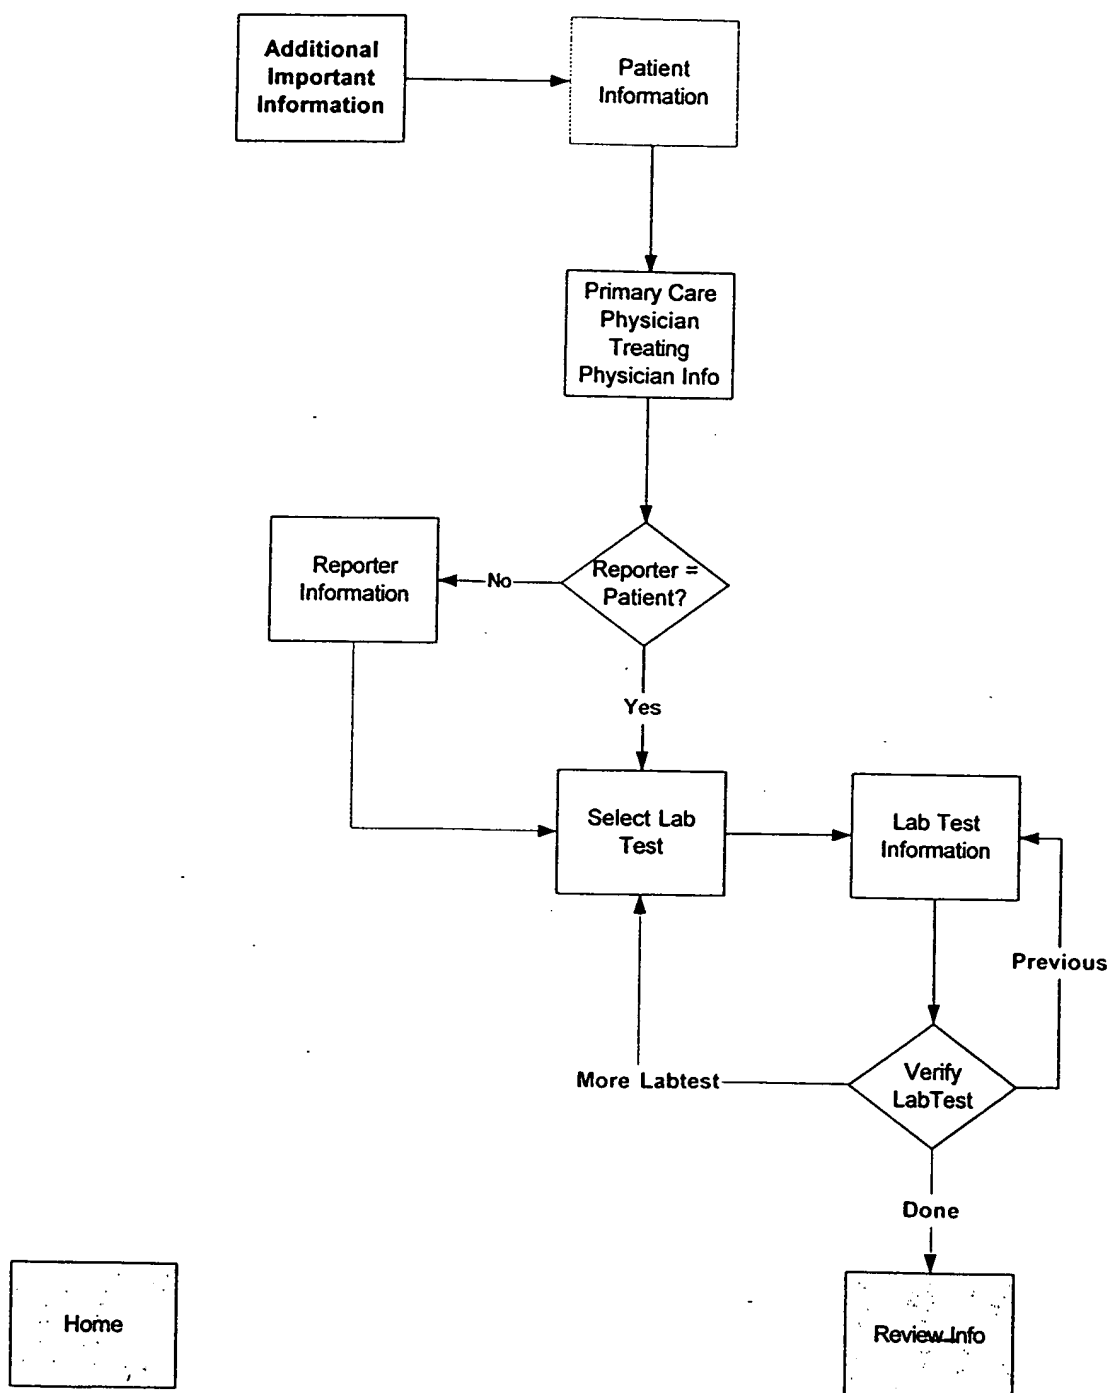 Additional
Important
Information
Patient
Information
Primary Care
Physician
Treating
Physician Info
Reporter
Information
No
Reporter =
Patient?
Yes
Select Lab
Test
Lab Test
Information
Previous
More Labtest
Verify
LabTest
Done
Home
Review Info